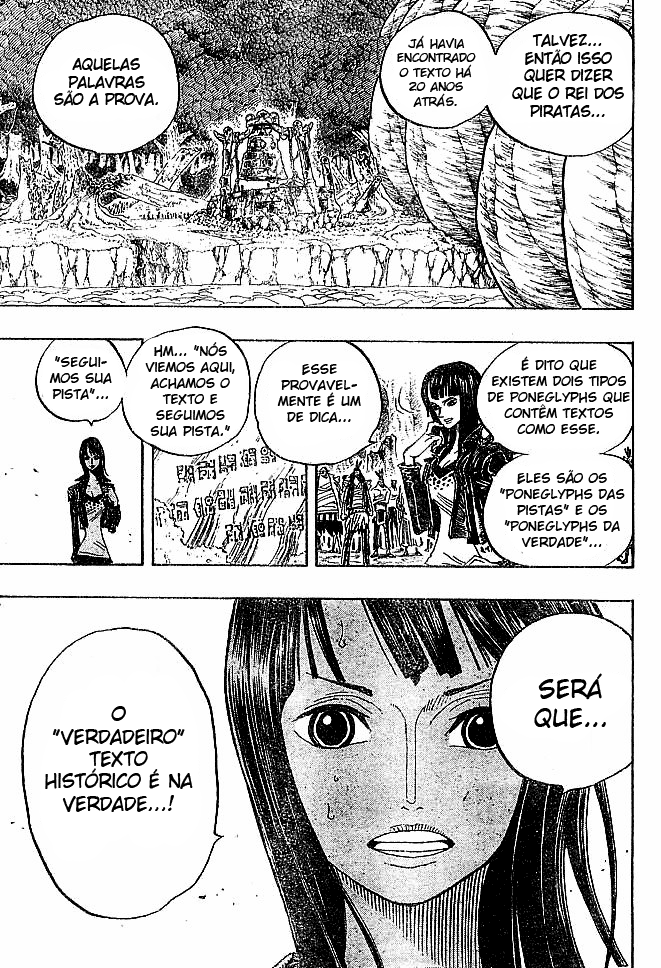 TALVEZ...
ENTÃO ISSO
QUER DIZER
QUE O REI DOS
PIRATAS...
JÁ HAVIA
ENCONTRADO
O TEXTO HÁ
20 ANOS
ATRÁS.
AQUELAS
PALAVRAS
SÃO A PROVA.
É DITO QUE
EXISTEM DOIS TIPOS
DE PONEGLYPHS QUE
CONTÊM TEXTOS
COMO ESSE.
ELES SÃO OS
"PONEGLYPHS DAS
PISTAS" E OS
"PONEGLYPHS DA
VERDADE"...
ESSE
PROVAVEL-
MENTE É UM
DE DICA...
HM... "NÓS
VIEMOS AQUI,
ACHAMOS O
TEXTO E
SEGUIMOS
SUA PISTA."
"SEGUI-
MOS SUA
PISTA"...
SERÁ
QUE...
O
"VERDADEIRO"
TEXTO
HISTÓRICO É NA
VERDADE...!